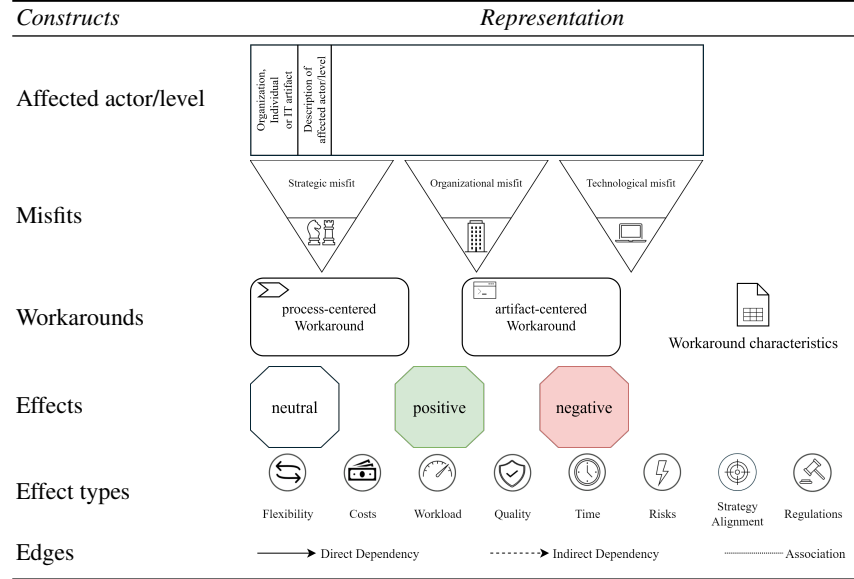 Constructs Representation
Affected actor/level
Organization,
Individual
or IT artifact
Description of
affected actor/level
Misfits
Strategic misfit
Organizational misfit
Technological misfit
Workarounds
process-centered
Workaround
>_
artifact-centered
Workaround
Workaround characteristics
Effects
neutral
positive
negative
Effect types
Flexibility
Costs
Workload
Quality
Time
Risks
Strategy
Alignment
Regulations
Edges
Direct Dependency
Indirect Dependency
Association